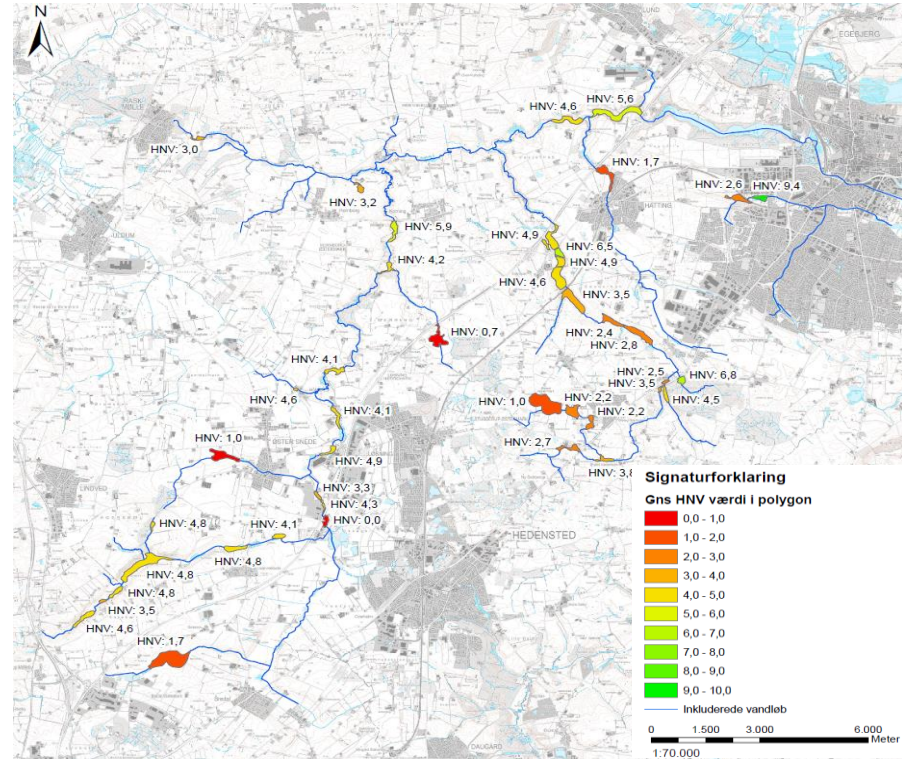 N
LUND
EGEBJERG
HNV: 4,6
HNV: 5,6
HNV: 3,0
HNV: 1,7
HNV: 3,2
HNV: 2,6
HNV: 9,4
HATTING
HNV: 5,9
HNV: 4,9
HNV: 6,5
ULDUM
HNV: 4,2
HNV: 4,9
HNV: 4,6
HNV: 3,5
HNV: 0,7
HNV: 2,4
HNV: 2,8
HNV: 4,1
HNV: 2,5
HNV: 6,8
HNV: 3,5
HNV: 4,6
HNV: 1,0
HNV: 2,2
HNV: 4,5
HNV: 4,1
HNV: 2,2
HNV: 1,0
ØSTER SNEDE
HNV: 2,7
HNV: 4,9
HNV: 3,8
LINDVED
HNV: 3,3
HNV: 4,3
HNV: 4,8
HNV: 4,1
HNV: 0,0
HEDENSTED
HNV: 4,8
HNV: 4,8
HNV: 4,8
HNV: 3,5
HNV: 4,6
HNV: 1,7
DAUGÅRD
Signaturforklaring
Gns HNV værdi i polygon
0,0 - 1,0
1,0 - 2,0
2,0 - 3,0
3,0 - 4,0
4,0 - 5,0
5,0 - 6,0
6,0 - 7,0
7,0 - 8,0
8,0 - 9,0
9,0 - 10,0
Inkluderede vandløb
0 1.500 3.000 6.000
Meter
1:70.000